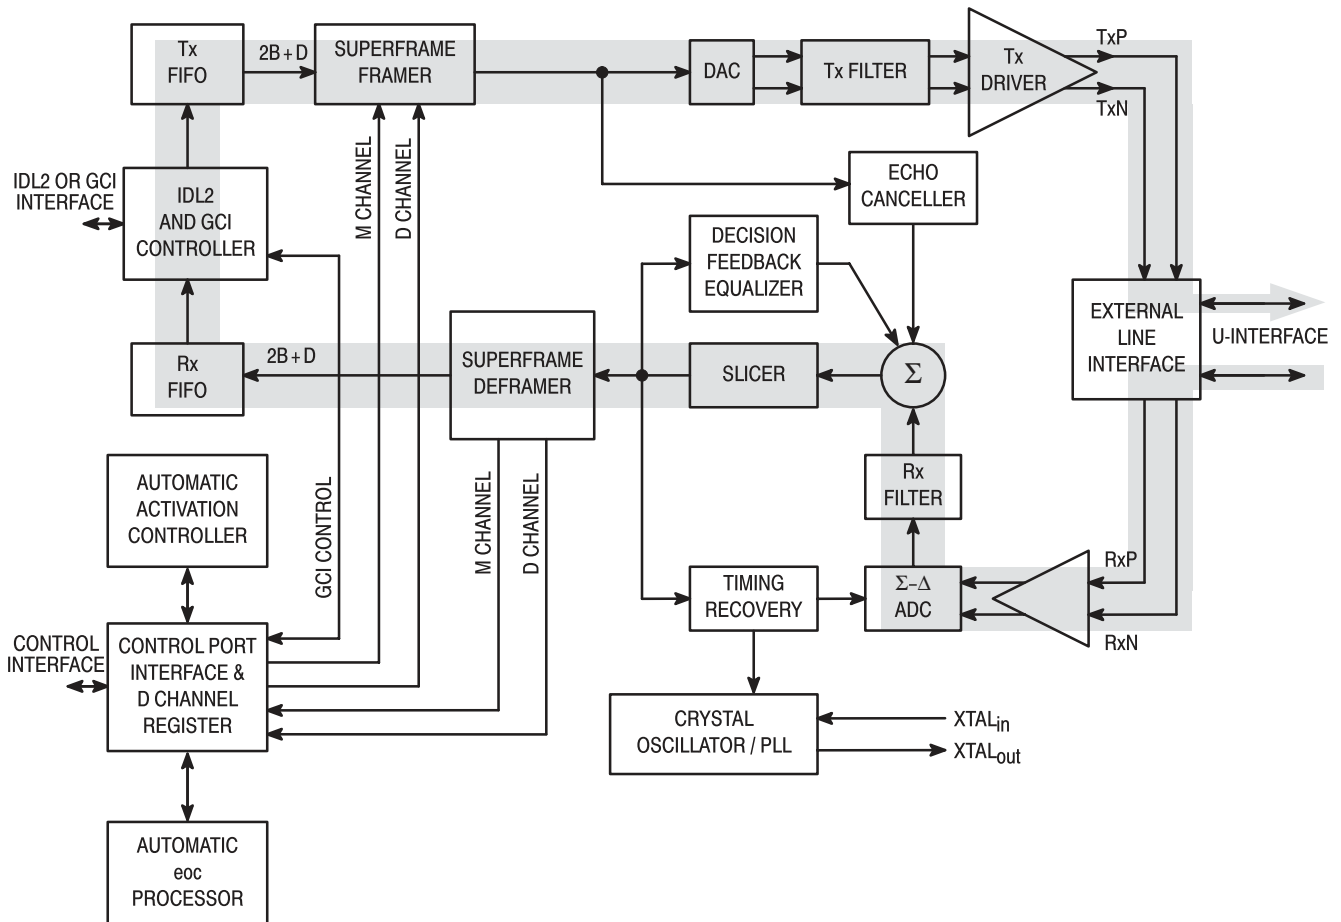 Tx
FIFO
2B+D
SUPERFRAME
FRAMER
DAC
Tx FILTER
Tx
DRIVER
TxP
TxN
M CHANNEL
D CHANNEL
IDL2 OR GCI
INTERFACE
IDL2
AND GCI
CONTROLLER
ECHO
CANCELLER
DECISION
FEEDBACK
EQUALIZER
EXTERNAL
LINE
INTERFACE
U-INTERFACE
Rx
FIFO
2B+D
SUPERFRAME
DEFRAMER
SLICER
Σ
Rx
FILTER
AUTOMATIC
ACTIVATION
CONTROLLER
GCI CONTROL
M CHANNEL
D CHANNEL
TIMING
RECOVERY
Σ–Δ
ADC
RxP
RxN
CONTROL
INTERFACE
CONTROL PORT
INTERFACE &
D CHANNEL
REGISTER
CRYSTAL
OSCILLATOR / PLL
XTALin
XTALout
AUTOMATIC
eoc
PROCESSOR